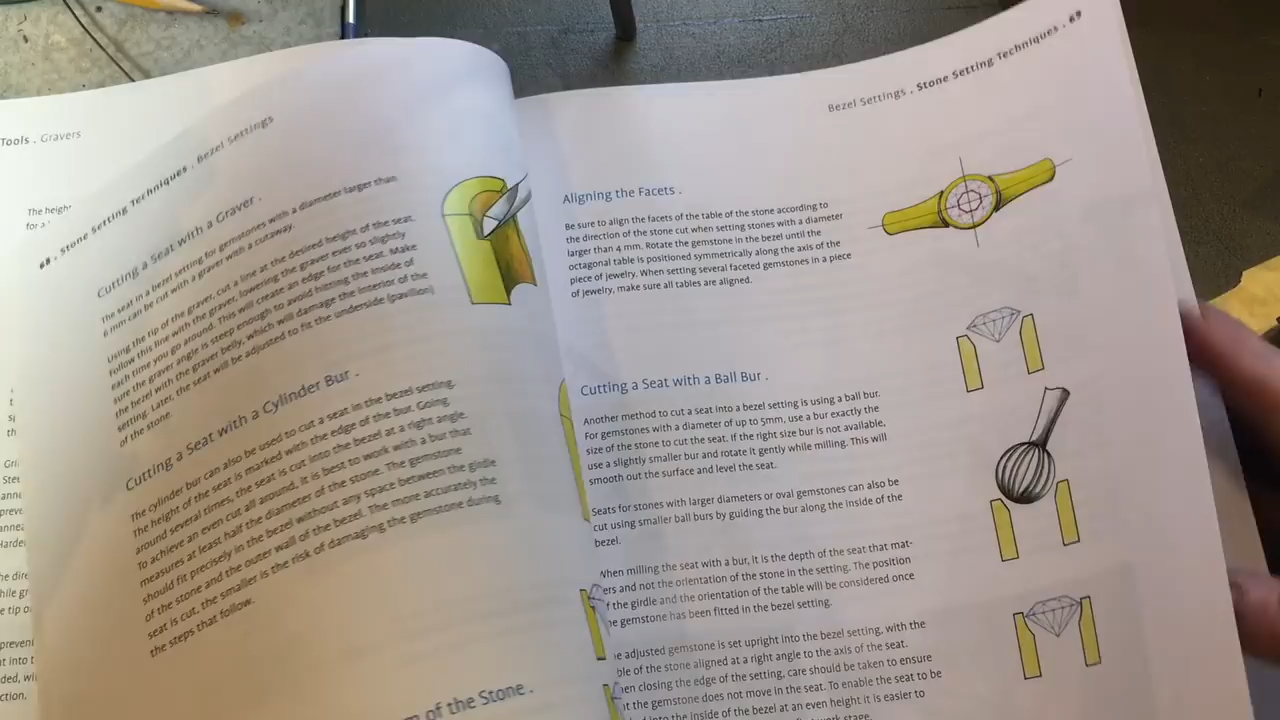 Tools . Gravers
The heigh
for a
68 . Stone Setting Techniques . Bezel Settings
Cutting a Seat with a Graver .
The seat in a bezel setting for gemstones with a diameter larger than
6 mm can be cut with a graver with a cutaway.
Using the tip of the graver, cut a line at the desired height of the seat.
Follow this line with the graver, lowering the graver ever so slightly
each time you go around. This will create an edge for the seat. Make
sure the graver angle is steep enough to avoid hitting the inside of
the bezel with the graver belly, which will damage the interior of the
setting. Later, the seat will be adjusted to fit the underside (pavilion)
of the stone.
Cutting a Seat with a Cylinder Bur .
The cylinder bur can also be used to cut a seat in the bezel setting.
The height of the seat is marked with the edge of the bur. Going
around several times, the seat is cut into the bezel at a right angle.
To achieve an even cut all around, it is best to work with a bur that
measures at least half the diameter of the stone. The gemstone
should fit precisely in the bezel without any space between the girdle
of the stone and the outer wall of the bezel. The more accurately the
seat is cut, the smaller is the risk of damaging the gemstone during
the steps that follow.
of the Stone .
Bezel Settings . Stone Setting Techniques . 69
Aligning the Facets .
Be sure to align the facets of the table of the stone according to
the direction of the stone cut when setting stones with a diameter
larger than 4 mm. Rotate the gemstone in the bezel until the
octagonal table is positioned symmetrically along the axis of the
piece of jewelry. When setting several faceted gemstones in a piece
of jewelry, make sure all tables are aligned.
Cutting a Seat with a Ball Bur .
Another method to cut a seat into a bezel setting is using a ball bur.
For gemstones with a diameter of up to 5mm, use a bur exactly the
size of the stone to cut the seat. If the right size bur is not available,
use a slightly smaller bur and rotate it gently while milling. This will
smooth out the surface and level the seat.
Seats for stones with larger diameters or oval gemstones can also be
cut using smaller ball burs by guiding the bur along the inside of the
bezel.
When milling the seat with a bur, it is the depth of the seat that mat-
ers and not the orientation of the stone in the setting. The position
f the girdle and the orientation of the table will be considered once
he gemstone has been fitted in the bezel setting.
e adjusted gemstone is set upright into the bezel setting, with the
ble of the stone aligned at a right angle to the axis of the seat.
en closing the edge of the setting, care should be taken to ensure
t the gemstone does not move in the seat. To enable the seat to be
into the inside of the bezel at an even height it is easier to
work stage.